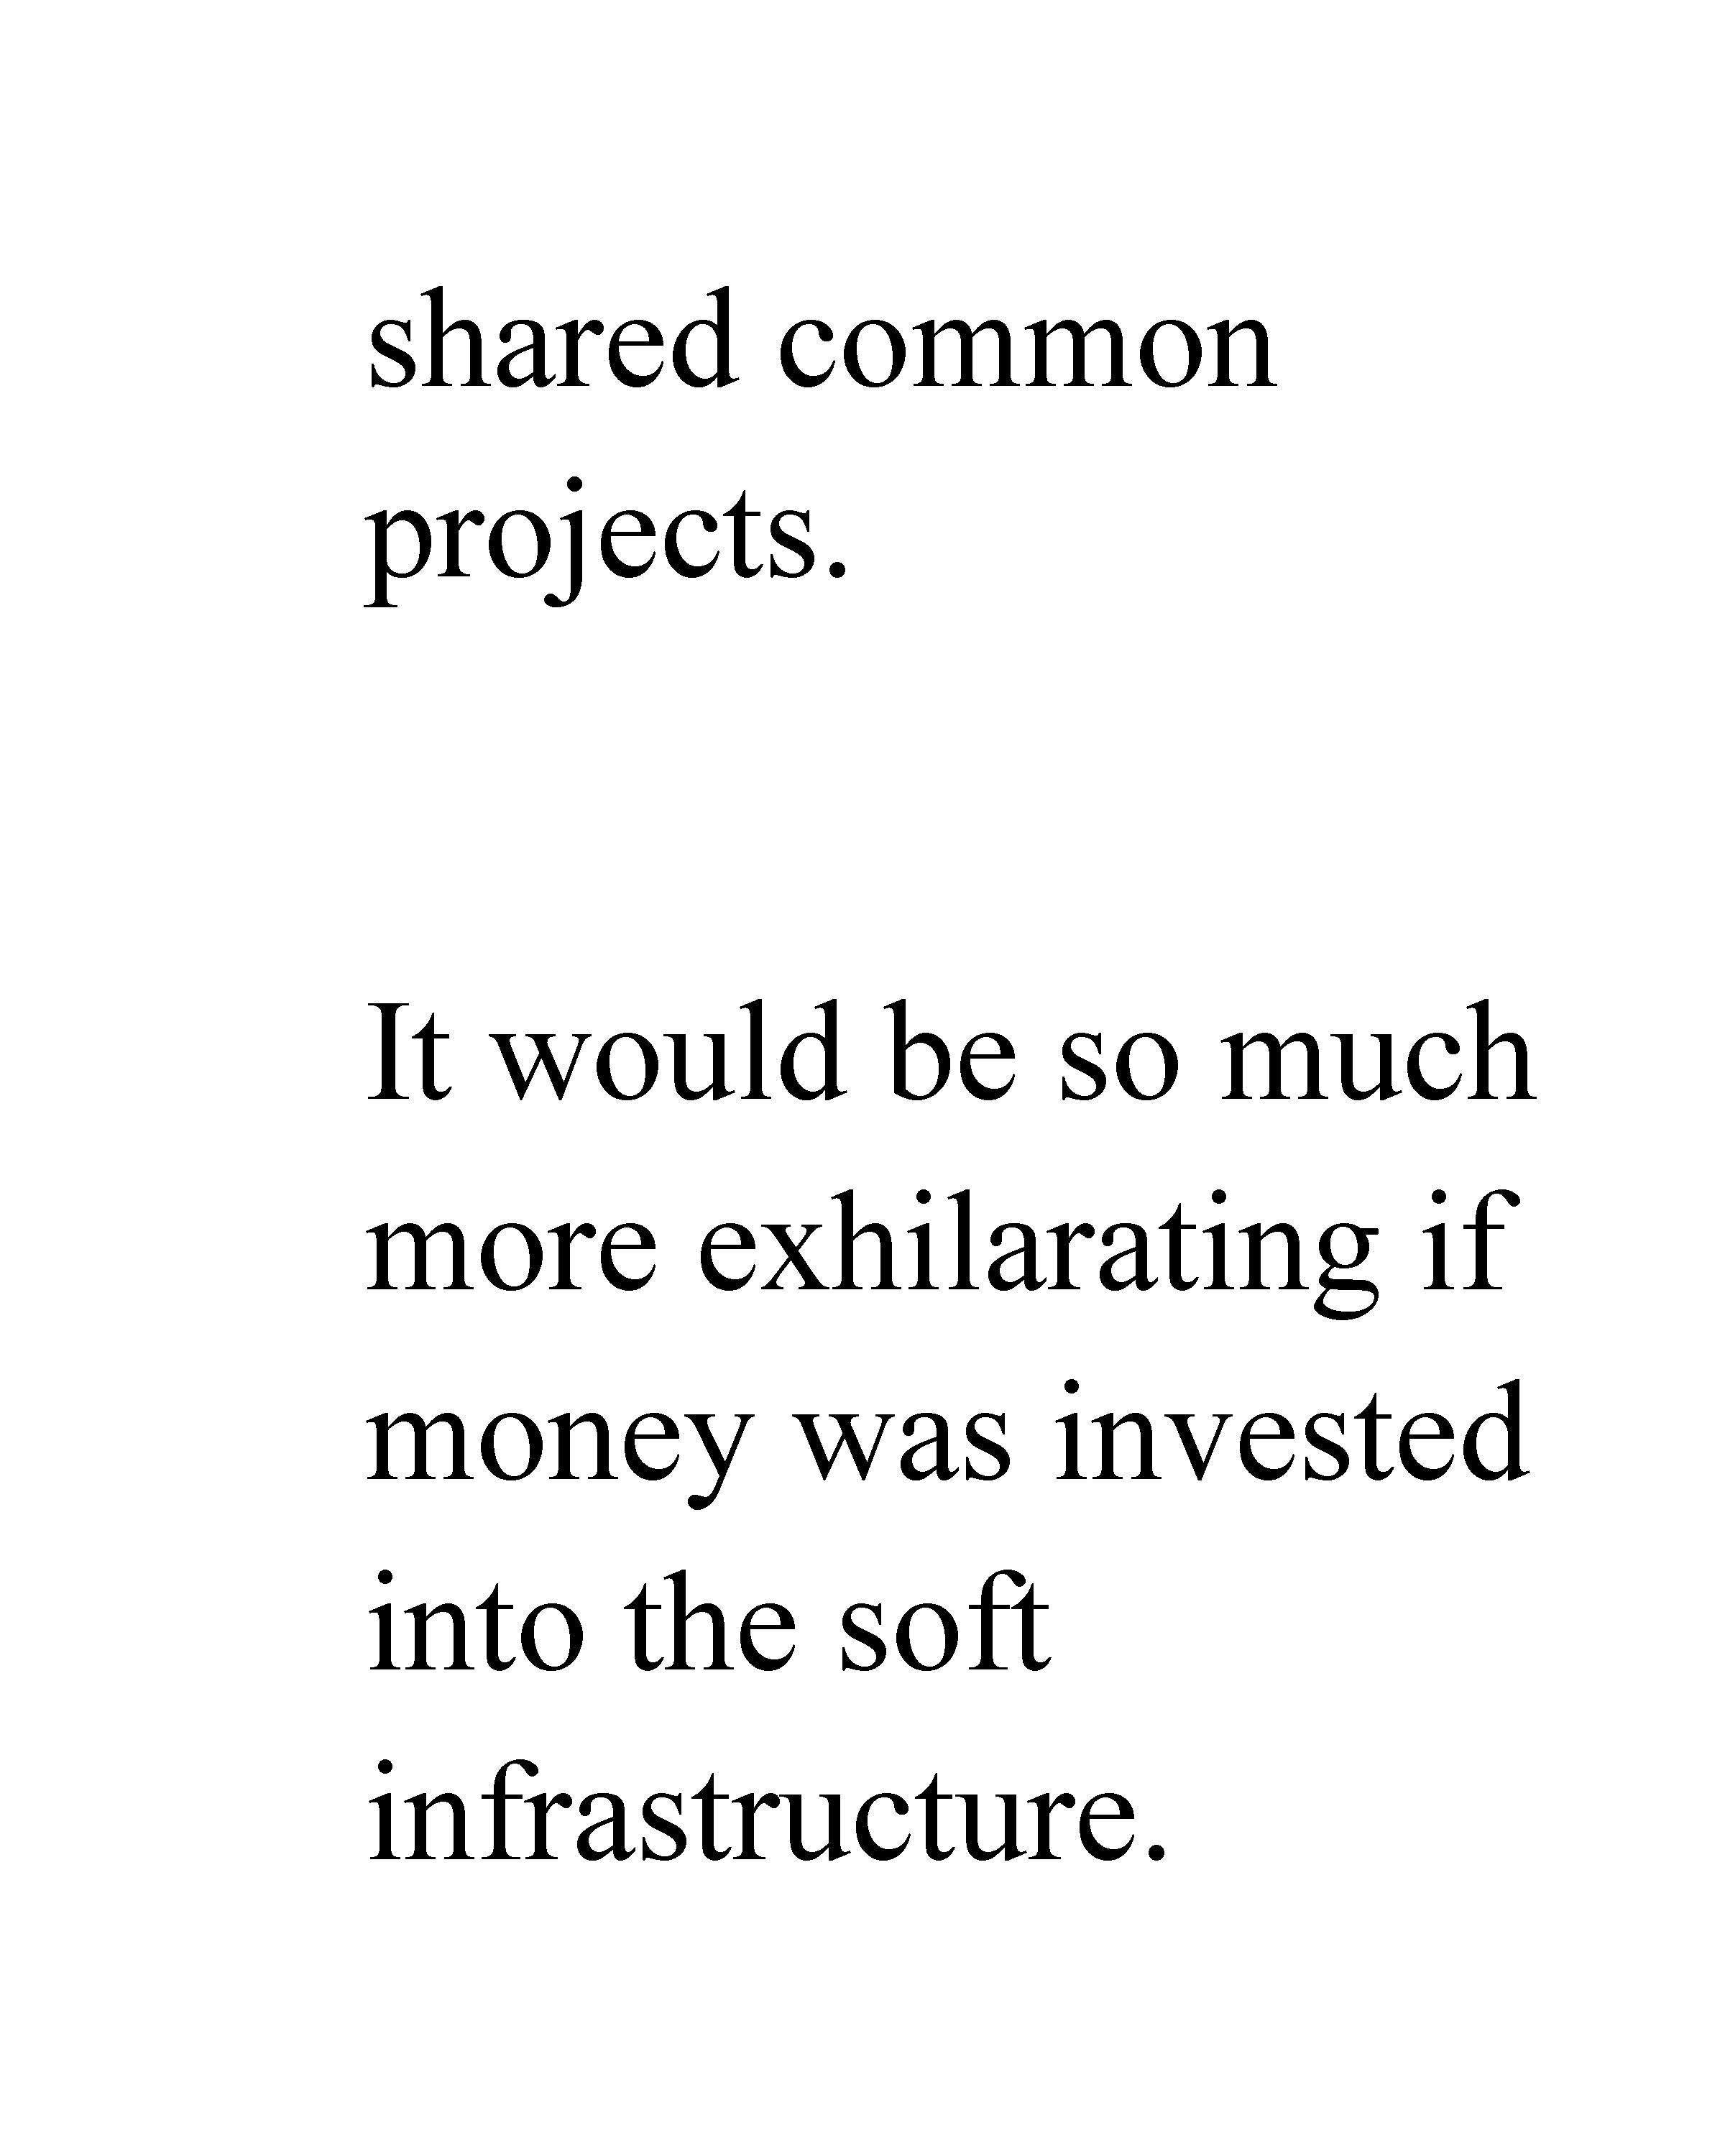 shared common
projects.
It would be so much
more exhilarating if
money was invested
into the soft
infrastructure.